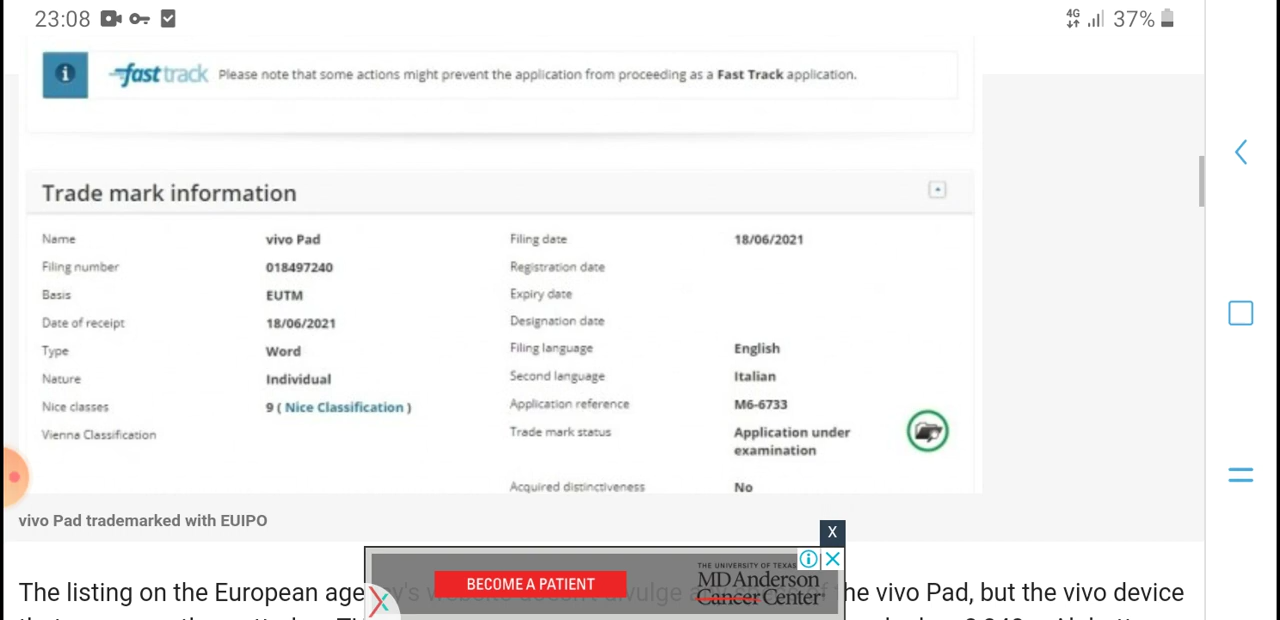 23:08 4G 37%
i fast track Please note that some actions might prevent the application from proceeding as a Fast Track application.
Trade mark information
Name vivo Pad Filing date 18/06/2021
Filing number 018497240 Registration date
Basis EUTM Expiry date
Date of receipt 18/06/2021 Designation date
Type Word Filing language English
Nature Individual Second language Italian
Nice classes 9 ( Nice Classification ) Application reference M6-6733
Vienna Classification Trade mark status Application under
examination
Acquired distinctiveness No
vivo Pad trademarked with EUIPO
X
BECOME A PATIENT
THE UNIVERSITY OF TEXAS
MD Anderson
Cancer Center
The listing on the European age he vivo Pad, but the vivo device